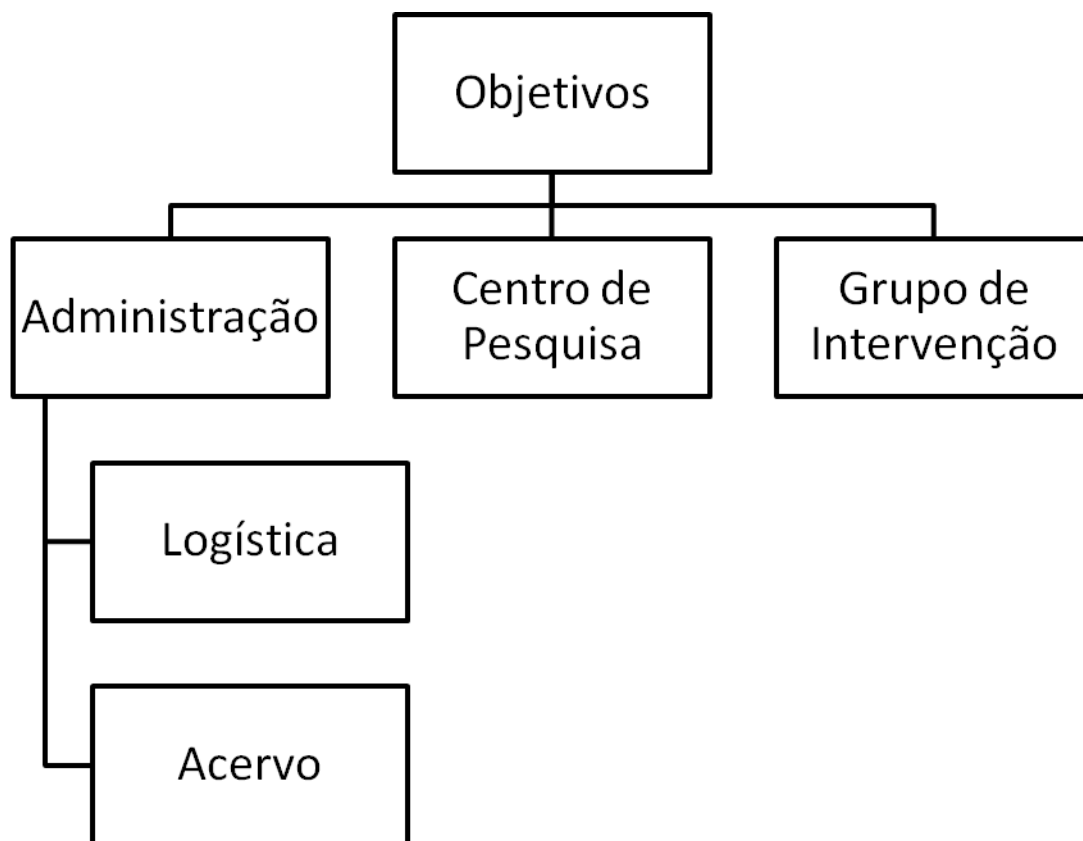 Objetivos
Administração
Centro de
Pesquisa
Grupo de
Intervenção
Logística
Acervo